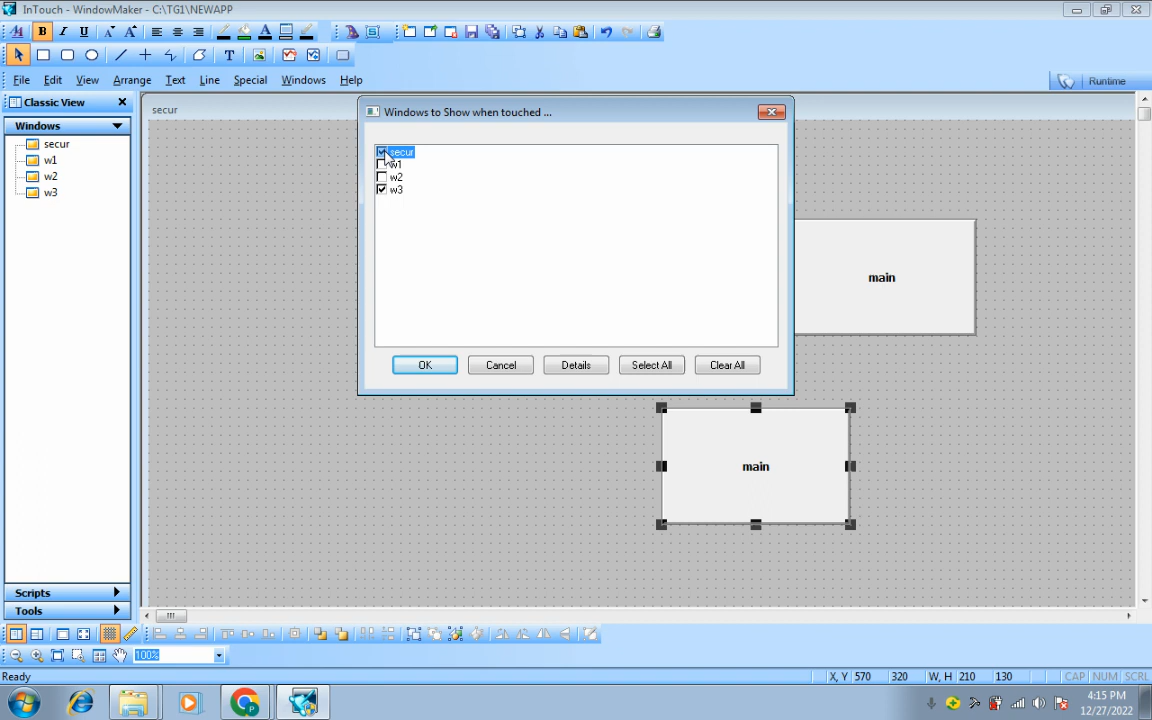 InTouch - WindowMaker - C:\TG1\NEWAPP
B I U A A A T
File Edit View Arrange Text Line Special Windows Help Runtime
Classic View
Windows
secur
w1
w2
w3
Scripts
Tools
secur
Windows to Show when touched ...
secur
w1
w2
w3
OK Cancel Details Select All Clear All
main
main
100%
Ready X, Y 570 320 W, H 210 130 CAP NUM SCRL
4:15 PM
12/27/2022